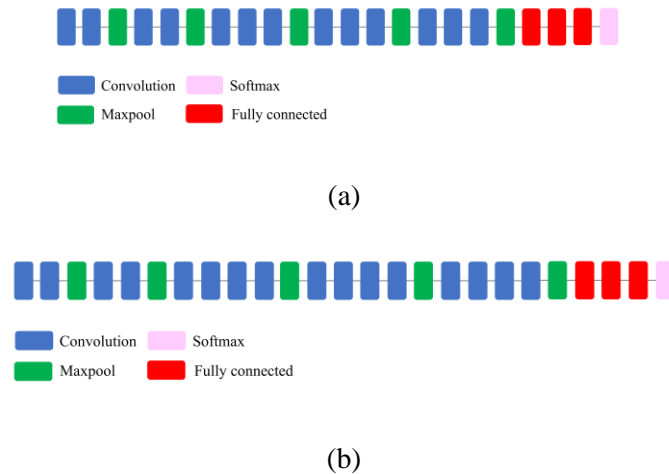 Convolution Softmax
Maxpool Fully connected
(a)
Convolution Softmax
Maxpool Fully connected
(b)